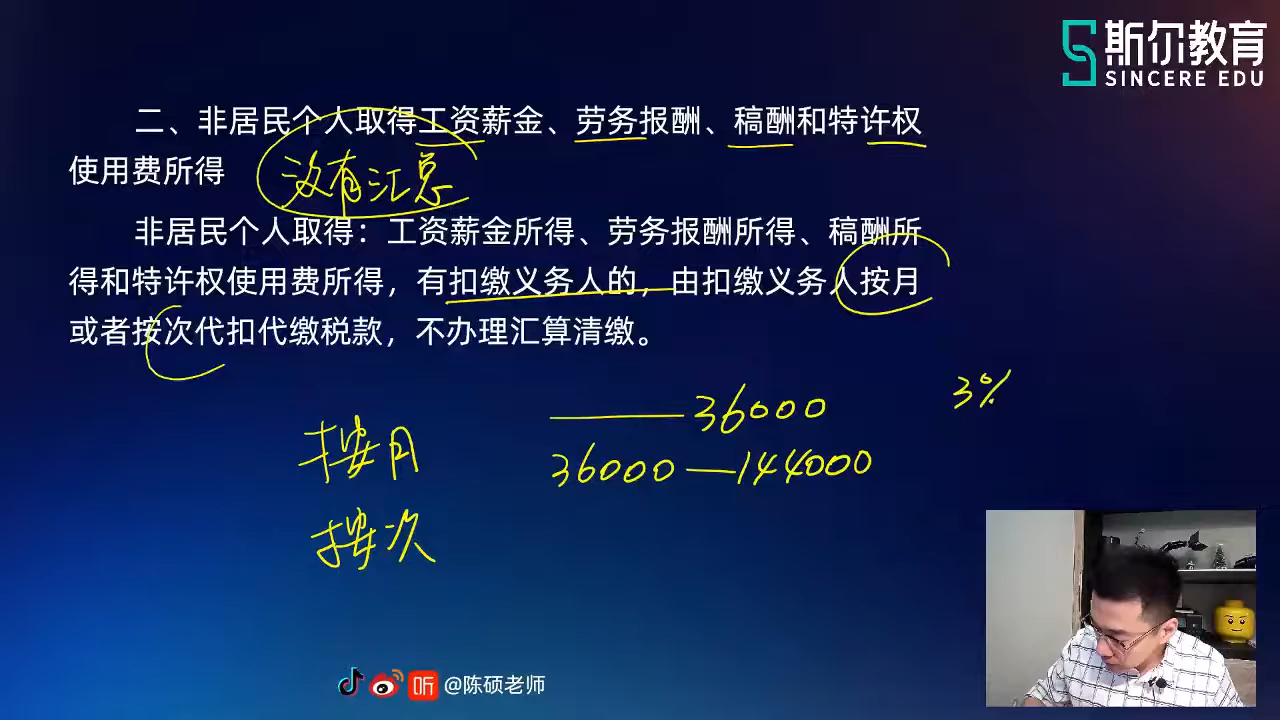 斯尔教育
SINCERE EDU
二、非居民个人取得工资薪金、劳务报酬、稿酬和特许权
使用费所得
没有汇总
非居民个人取得：工资薪金所得、劳务报酬所得、稿酬所
得和特许权使用费所得，有扣缴义务人的，由扣缴义务人按月
或者按次代扣代缴税款，不办理汇算清缴。
——36000 3%
按月 36000—144000
按次
听 @陈硕老师